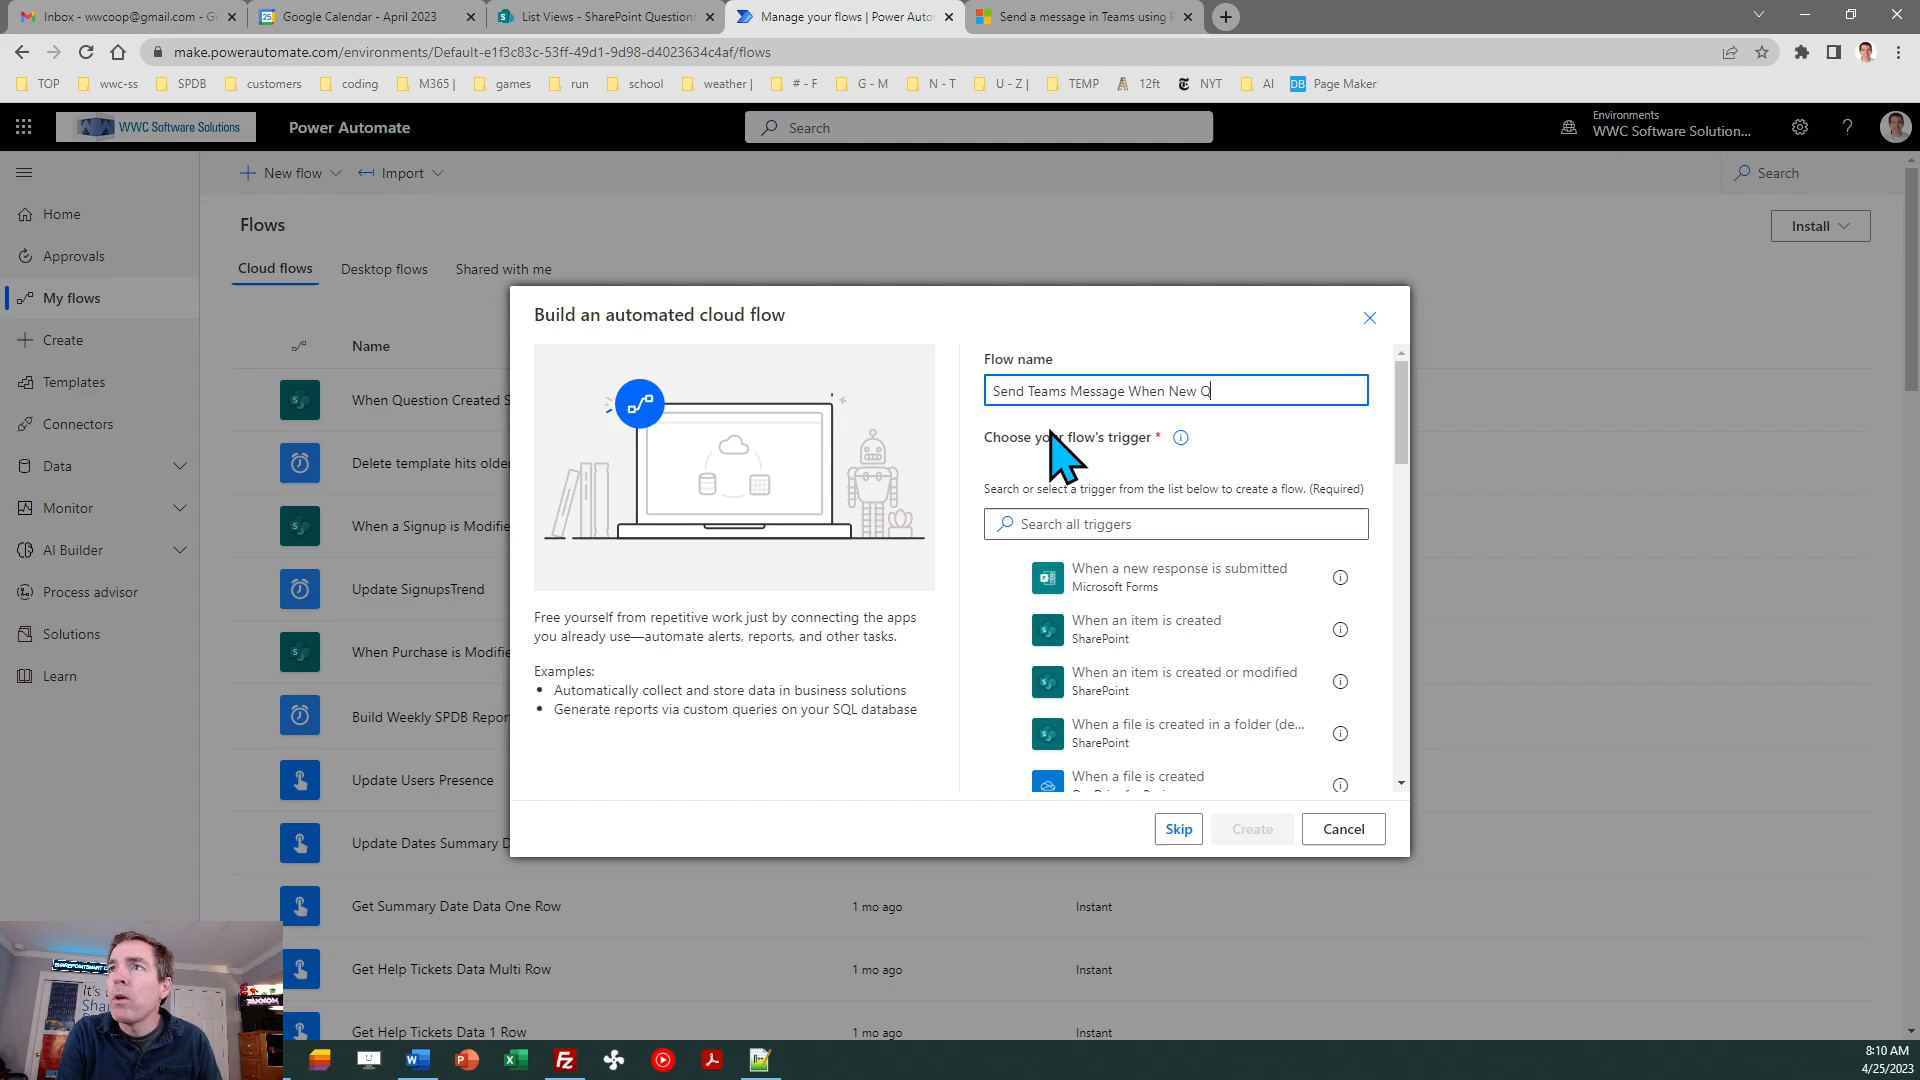 Inbox - wwcoop@gmail.com - G
Google Calendar - April 2023
List Views - SharePoint Question
Manage your flows | Power Auto
Send a message in Teams using P
make.powerautomate.com/environments/Default-e1f3c83c-53ff-49d1-9d98-d4023634c4af/flows
TOP
wwc-ss
SPDB
customers
coding
M365 |
games
run
school
weather |
# - F
G - M
N - T
U - Z |
TEMP
12ft
NYT
AI
DB Page Maker
WWC Software Solutions
Power Automate
Search
Environments
WWC Software Solution...
New flow
Import
Search
Home
Approvals
My flows
Create
Templates
Connectors
Data
Monitor
AI Builder
Process advisor
Solutions
Learn
Flows
Install
Cloud flows
Desktop flows
Shared with me
Name
When Question Created S
Delete template hits older
When a Signup is Modifie
Update SignupsTrend
When Purchase is Modifie
Build Weekly SPDB Repor
Update Users Presence
Update Dates Summary D
Get Summary Date Data One Row
1 mo ago
Instant
Get Help Tickets Data Multi Row
1 mo ago
Instant
Get Help Tickets Data 1 Row
1 mo ago
Instant
Build an automated cloud flow
Free yourself from repetitive work just by connecting the apps
you already use—automate alerts, reports, and other tasks.
Examples:
• Automatically collect and store data in business solutions
• Generate reports via custom queries on your SQL database
Flow name
Send Teams Message When New Q
Choose your flow's trigger *
Search or select a trigger from the list below to create a flow. (Required)
Search all triggers
When a new response is submitted
Microsoft Forms
When an item is created
SharePoint
When an item is created or modified
SharePoint
When a file is created in a folder (de...
SharePoint
When a file is created
Skip
Create
Cancel
It's
Sha
8:10 AM
4/25/2023